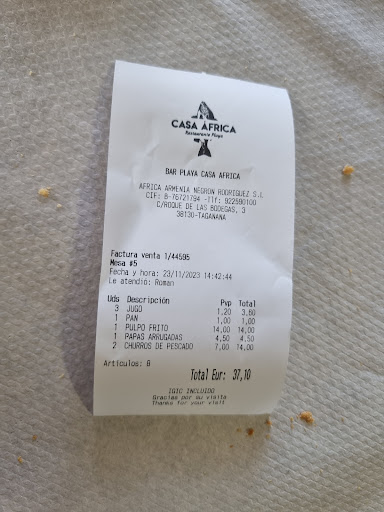 CASA AFRICA
Restaurante Playa
BAR PLAYA CASA AFRICA
AFRICA ARMENIA NEGRON RODRIGUEZ S.L
CIF: B-76721794 -Tlf: 922590100
C/ROQUE DE LAS BODEGAS, 3
38130-TAGANANA
Factura venta 1/44595
Mesa #5
Fecha y hora: 23/11/2023 14:42:44
Le atendió: Roman
Uds Descripción Pvp Total
3 JUGO 1,20 3,60
1 PAN 1,00 1,00
1 PULPO FRITO 14,00 14,00
1 PAPAS ARRUGADAS 4,50 4,50
2 CHURROS DE PESCADO 7,00 14,00
Artículos: 8
Total Eur: 37,10
IGIC INCLUIDO
Gracias por su visita
Thanks for your visit